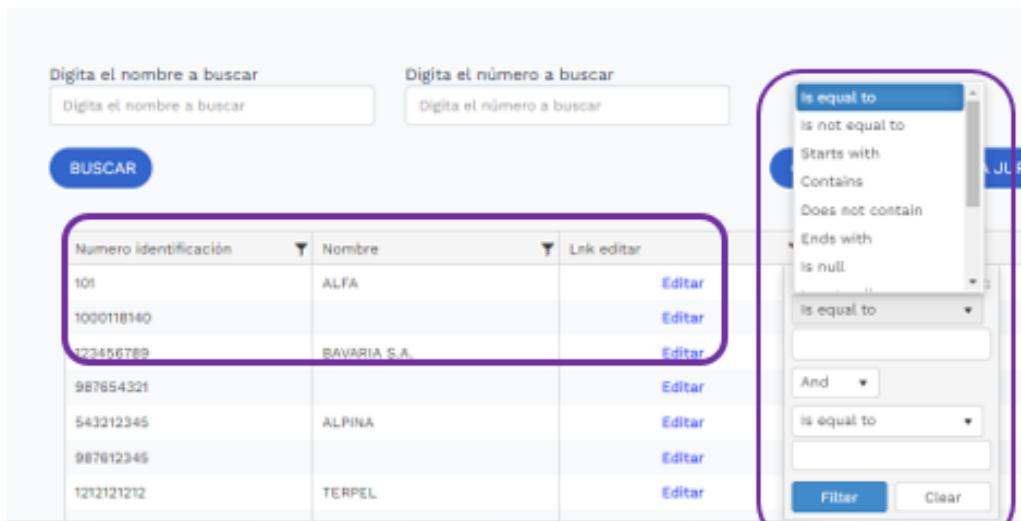 Digita el nombre a buscar Digita el número a buscar
Digita el nombre a buscar Digita el número a buscar
Is equal to
Is not equal to
Starts with
BUSCAR
Contains
Does not contain
Ends with
Is null
Numero identificación Nombre Lnk editar
101 ALFA Editar
1000118140 Editar
Is equal to
123456789 BAVARIA S.A. Editar
987654321 Editar
And
543212345 ALPINA Editar
Is equal to
987612345 Editar
1212121212 TERPEL Editar
Filter Clear